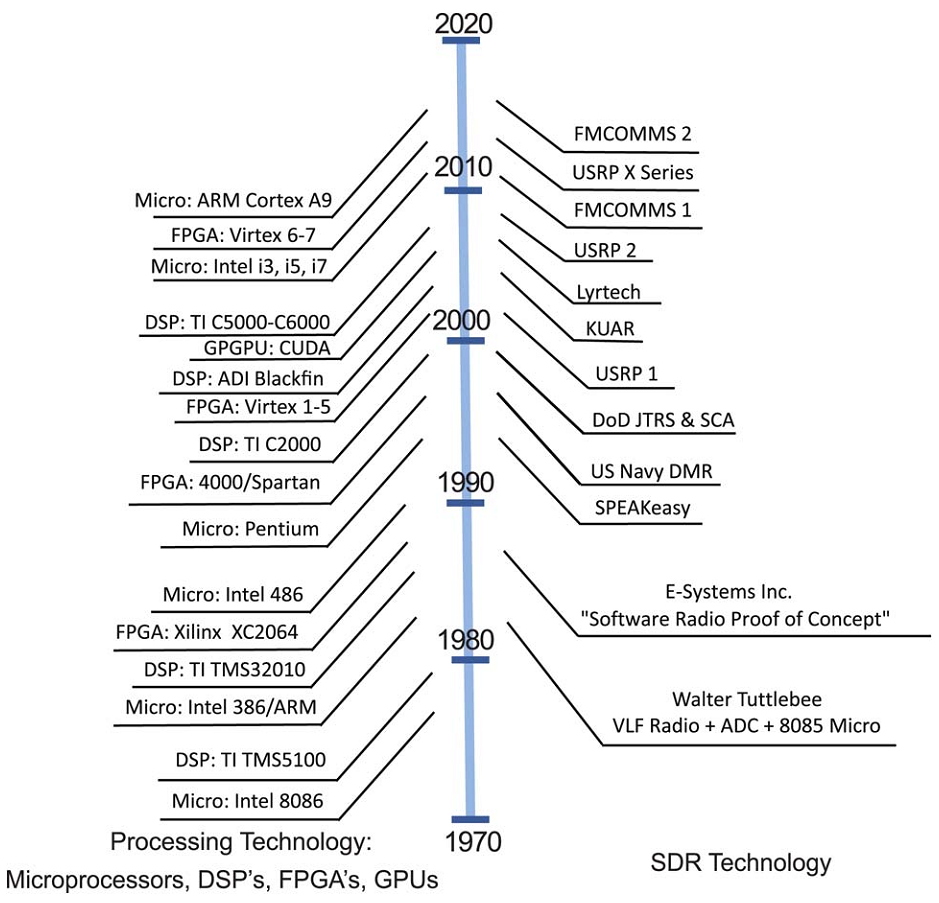 2020
FMCOMMS 2
USRP X Series
2010
Micro: ARM Cortex A9
FMCOMMS 1
FPGA: Virtex 6-7
USRP 2
Micro: Intel i3, i5, i7
Lyrtech
DSP: TI C5000-C6000
2000
KUAR
GPGPU: CUDA
DSP: ADI Blackfin
USRP 1
FPGA: Virtex 1-5
DoD JTRS & SCA
DSP: TI C2000
US Navy DMR
FPGA: 4000/Spartan
1990
SPEAKeasy
Micro: Pentium
Micro: Intel 486
E-Systems Inc.
"Software Radio Proof of Concept"
FPGA: Xilinx XC2064
1980
DSP: TI TMS32010
Micro: Intel 386/ARM
Walter Tuttlebee
VLF Radio + ADC + 8085 Micro
DSP: TI TMS5100
Micro: Intel 8086
Processing Technology:
1970
SDR Technology
Microprocessors, DSP's, FPGA's, GPUs